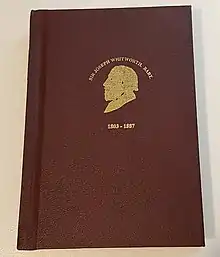 SIR JOSEPH WHITWORTH, BART.
1803 - 1887